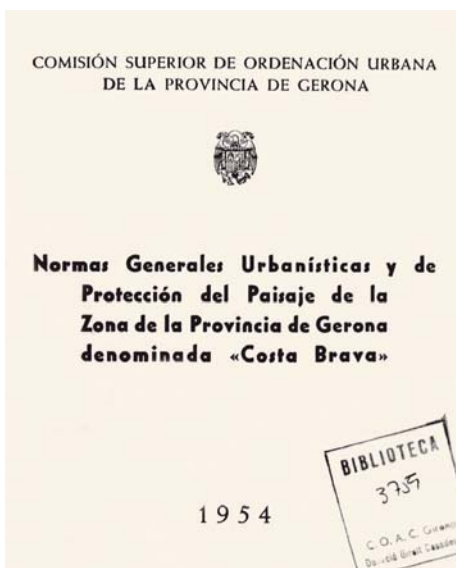 COMISIÓN SUPERIOR DE ORDENACIÓN URBANA
DE LA PROVINCIA DE GERONA
Normas Generales Urbanísticas y de
Protección del Paisaje de la
Zona de la Provincia de Gerona
denominada «Costa Brava»
1954
BIBLIOTECA
C.O.A.C.